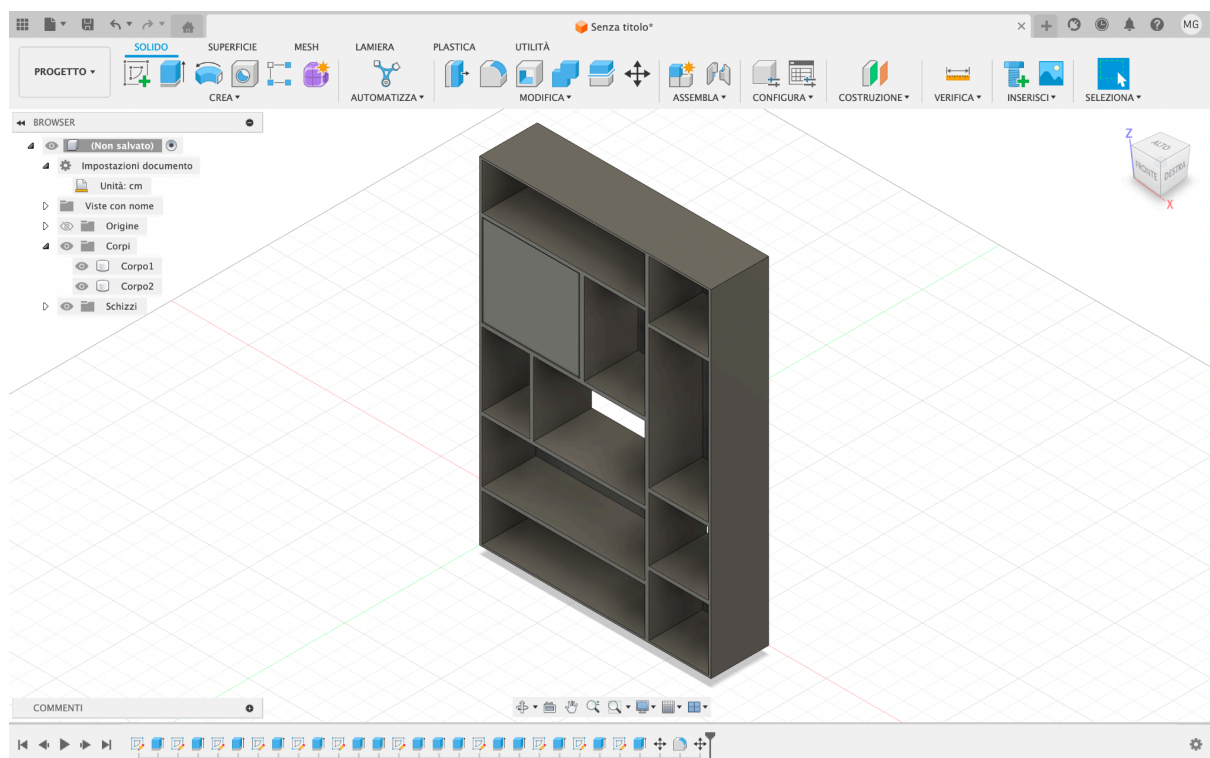 Senza titolo*
MG
PROGETTO
SOLIDO SUPERFICIE MESH LAMIERA PLASTICA UTILITÀ
CREA AUTOMATIZZA MODIFICA ASSEMBLA CONFIGURA COSTRUZIONE VERIFICA INSERISCI SELEZIONA
BROWSER
(Non salvato)
Impostazioni documento
Unità: cm
Viste con nome
Origine
Corpi
Corpo1
Corpo2
Schizzi
Z
ALTO
FRONTE DESTRA
X
COMMENTI